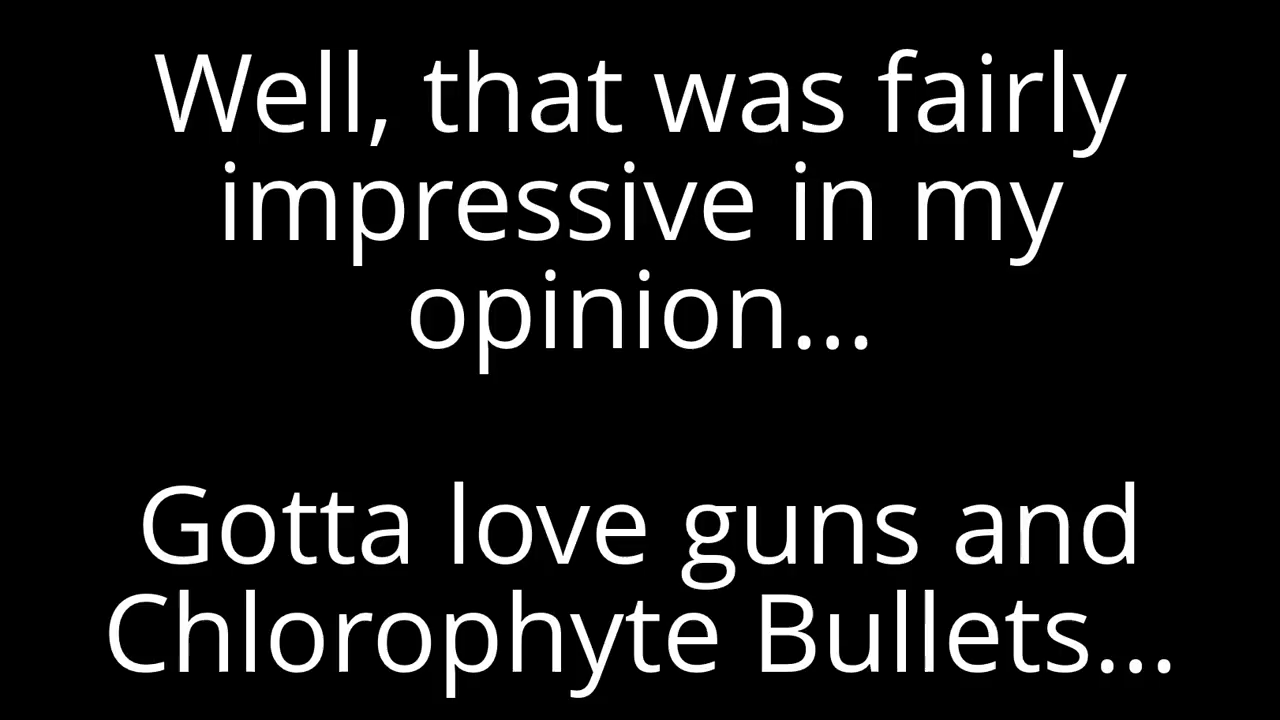 Well, that was fairly
impressive in my
opinion...
Gotta love guns and
Chlorophyte Bullets...